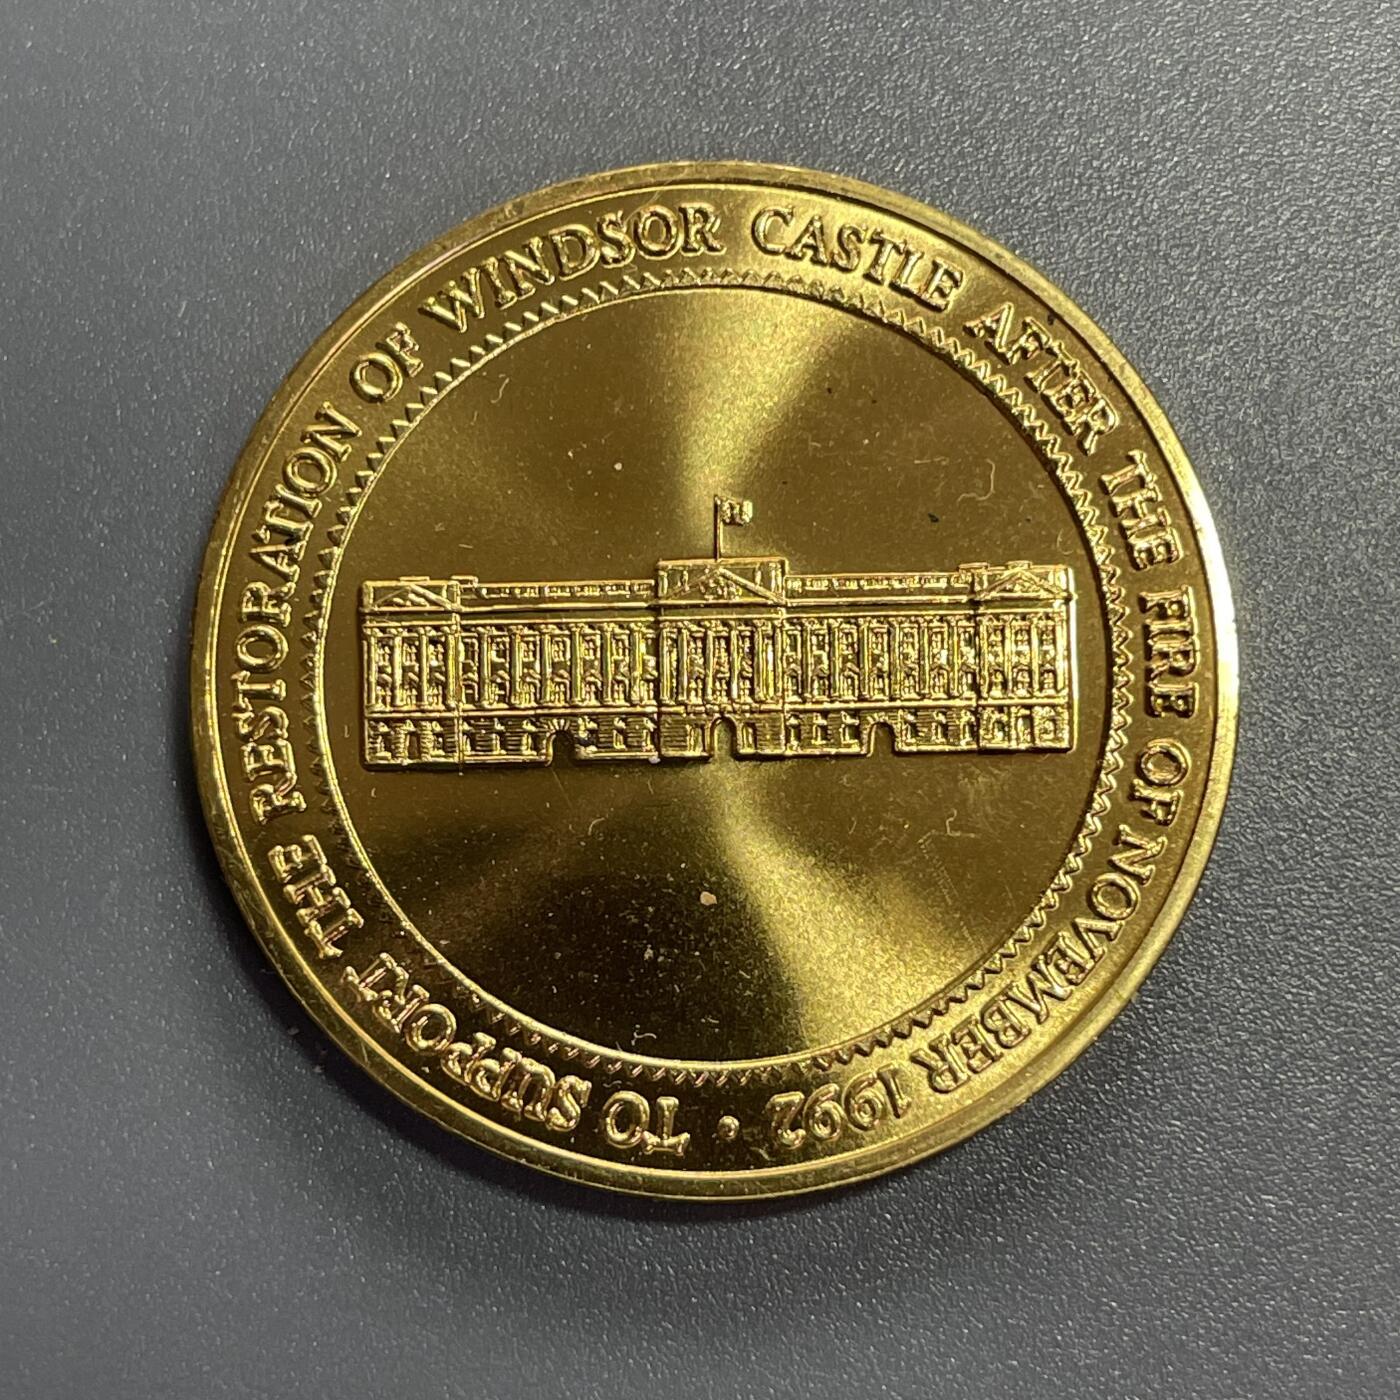 TO SUPPORT THE RESTORATION OF WINDSOR CASTLE AFTER THE FIRE OF NOVEMBER 1992 ·